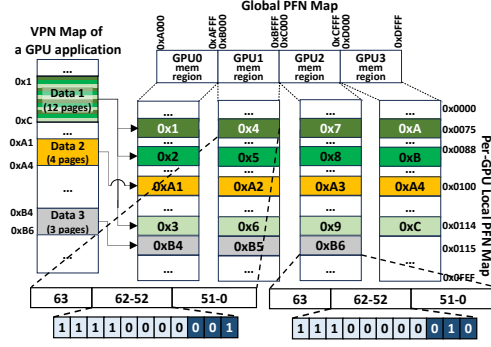 Global PFN Map
VPN Map of
a GPU application
0xA000
0xAFFF
0xB000
0xBFFF
0xC000
0xCFFF
0xD000
0xDFFF
GPU0 mem region
GPU1 mem region
GPU2 mem region
GPU3
...
0x1
Data 1
(12 pages)
0xC
...
0xA1
Data 2
(4 pages)
0xA4
...
0xB4
Data 3
(3 pages)
0xB6
...
... ... ... ... 0x0000
0x1 0x4 0x7 0xA 0x0075
0x2 0x5 0x8 0xB 0x0088
... ... ... ...
0xA1 0xA2 0xA3 0xA4 0x0100
... ... ... ...
0x3 0x6 0x9 0xC 0x0114
0xB4 0xB5 0xB6 0x0115
... ... ... ... 0x0FFF
Per-GPU Local PFN Map
63 62-52 51-0
1 1 1 1 0 0 0 0 0 0 0 1
63 62-52 51-0
1 1 1 1 0 0 0 0 0 0 1 0